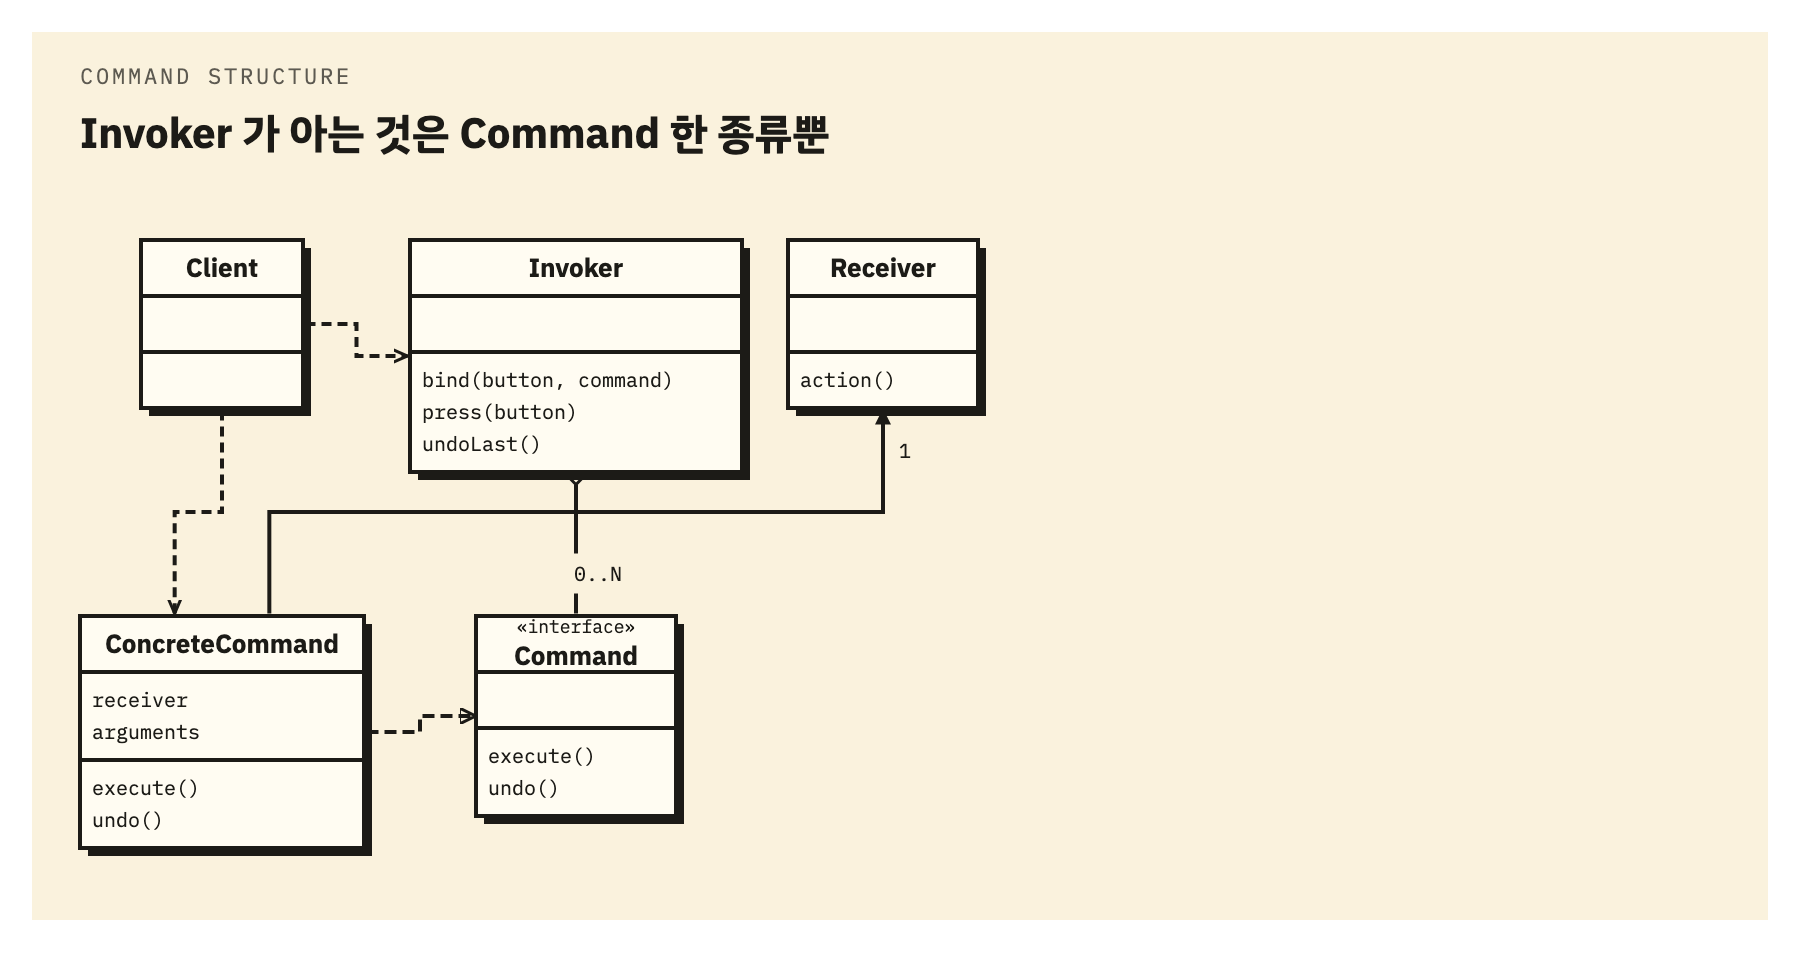 COMMAND STRUCTURE
Invoker 가 아는 것은 Command 한 종류뿐
Client
Invoker
bind(button, command)
press(button)
undoLast()
Receiver
action()
1
0..N
ConcreteCommand
receiver
arguments
execute()
undo()
«interface»
Command
execute()
undo()